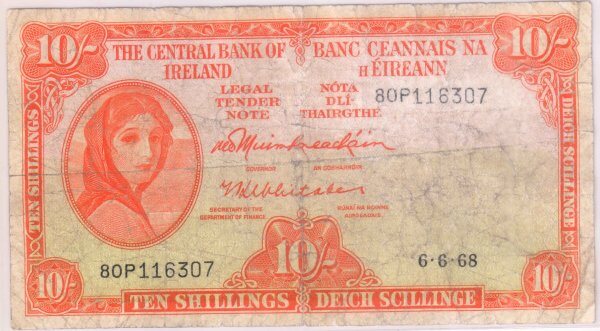 10/-
THE CENTRAL BANK OF
IRELAND
BANC CEANNAIS NA
H ÉIREANN
10/-
LEGAL
TENDER
NOTE
NÓTA
DLÍ-
THAIRGTHE
80P116307
GOVERNOR
AN GOBHARNÓIR
SECRETARY OF THE
DEPARTMENT OF FINANCE
RÚNAÍ NA ROINNE
AIRGEADAIS
TEN SHILLINGS
DEICH SCILLINGE
80P116307
6·6·68
10/-
10/-
10/-
TEN SHILLINGS
DEICH SCILLINGE